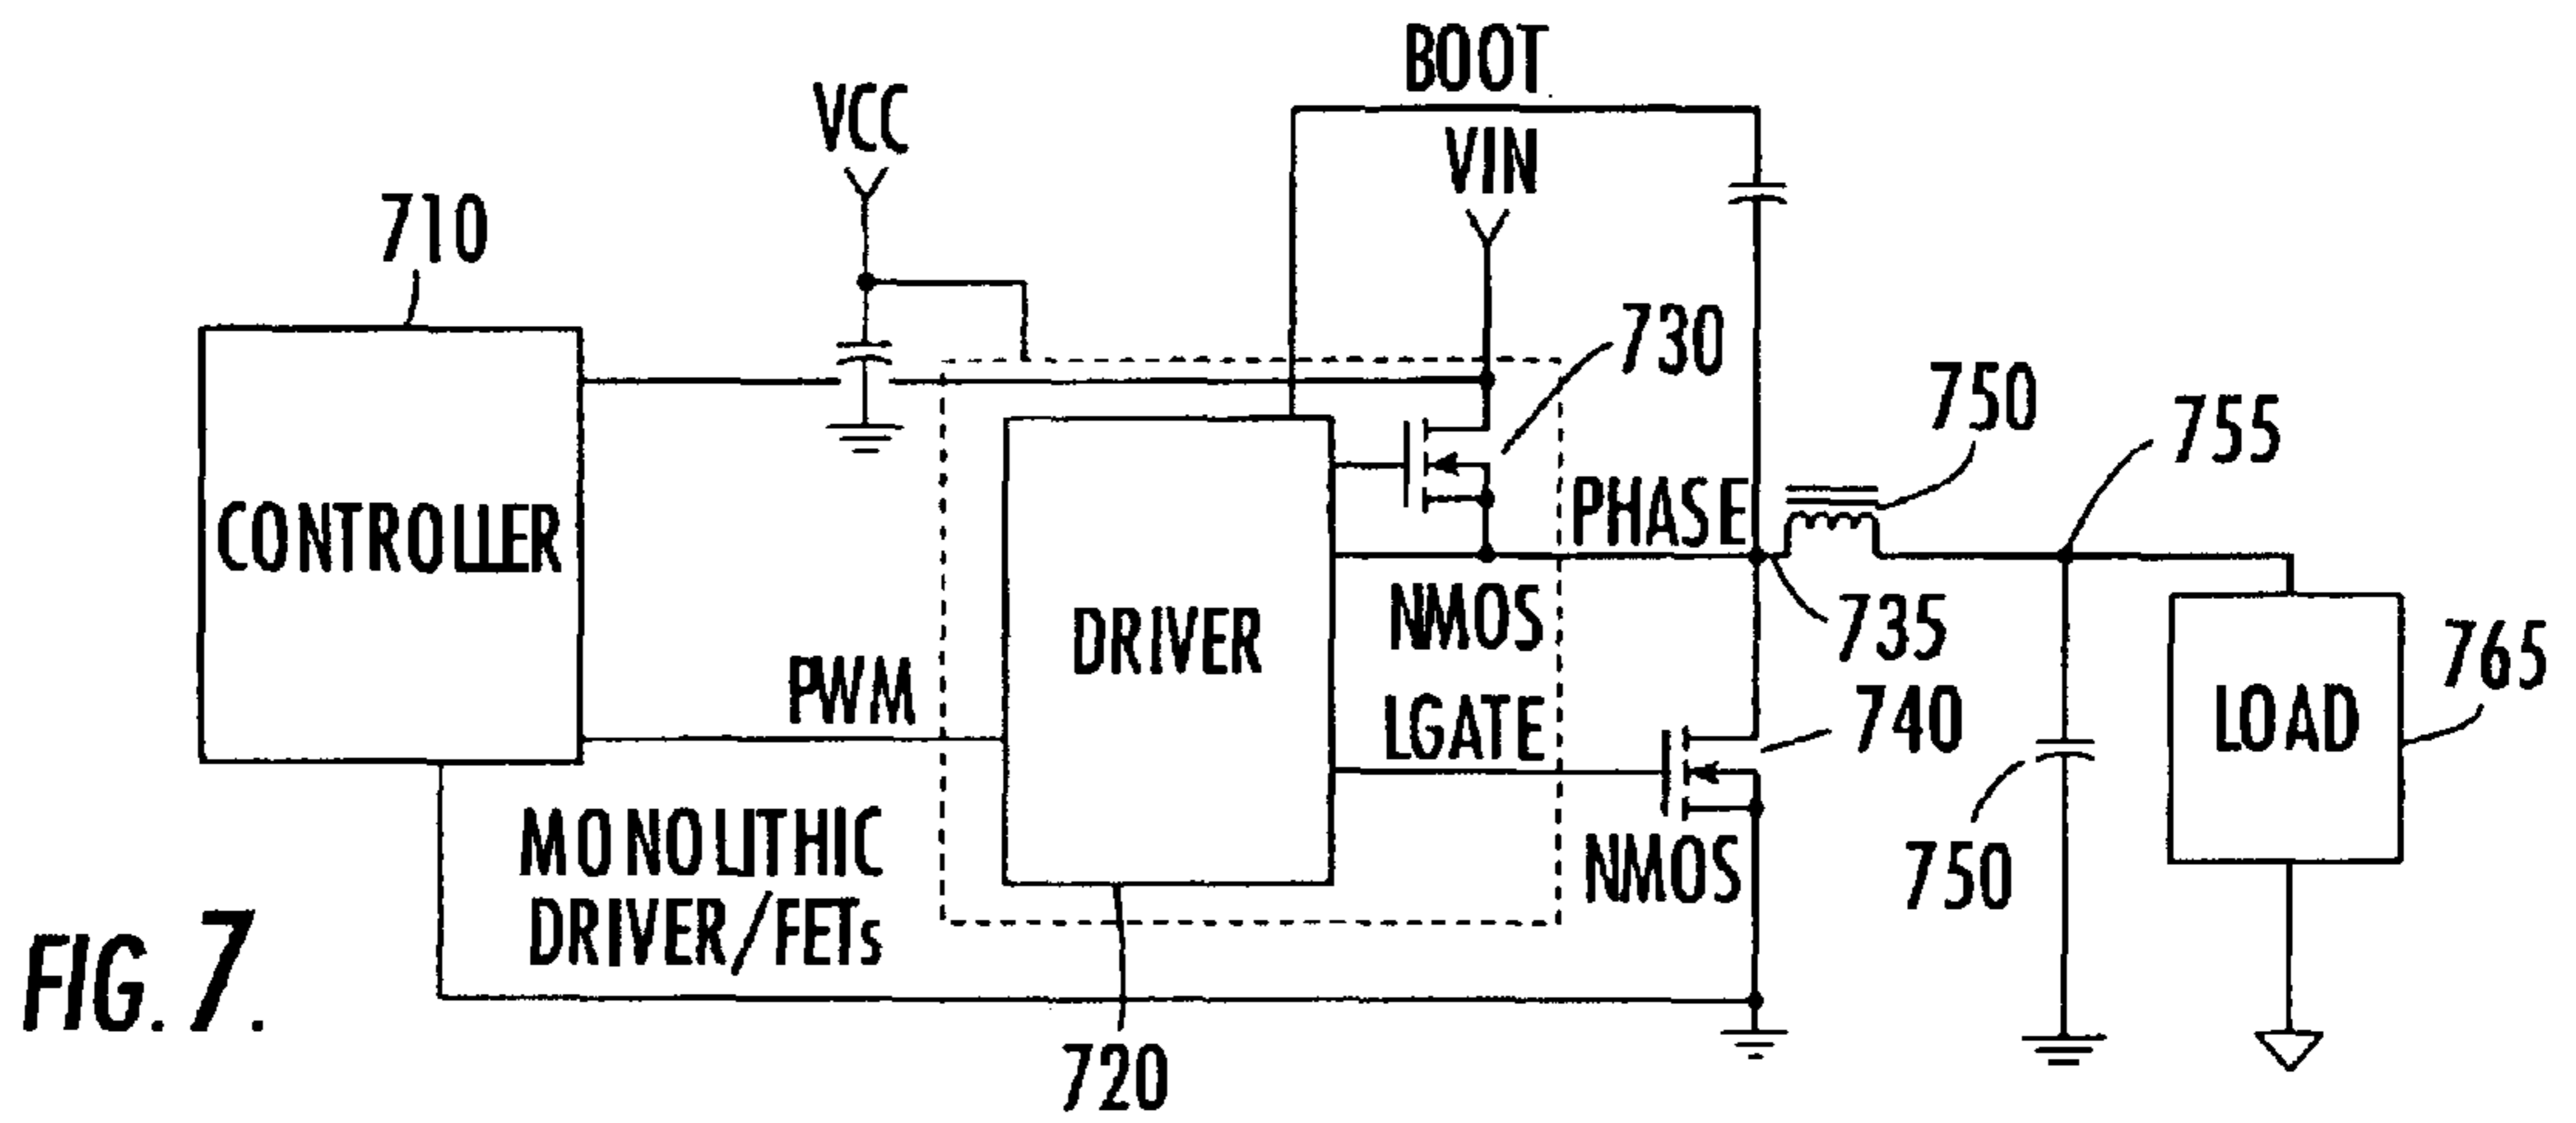 BOOT
VCC
VIN
710
730
750
755
CONTROLLER
PHASE
DRIVER
NMOS
735
PWM
LGATE
740
LOAD
765
MONOLITHIC
DRIVER/FETs
NMOS
750
FIG. 7.
720